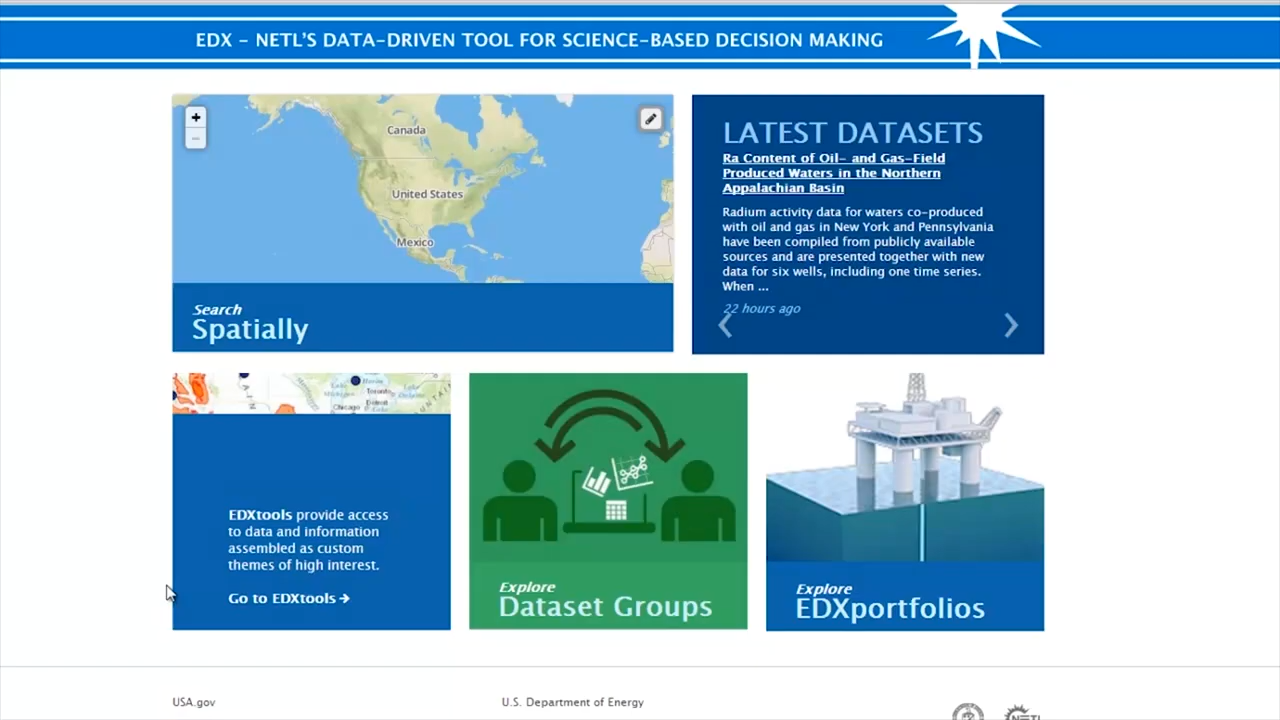 EDX – NETL'S DATA–DRIVEN TOOL FOR SCIENCE–BASED DECISION MAKING
+
–
Canada
United States
Mexico
Search
Spatially
LATEST DATASETS
Ra Content of Oil– and Gas–Field
Produced Waters in the Northern
Appalachian Basin
Radium activity data for waters co-produced
with oil and gas in New York and Pennsylvania
have been compiled from publicly available
sources and are presented together with new
data for six wells, including one time series.
When ...
22 hours ago
Toronto
Chicago
Detroit
EDXtools provide access
to data and information
assembled as custom
themes of high interest.
Go to EDXtools →
Explore
Dataset Groups
Explore
EDXportfolios
USA.gov
U.S. Department of Energy
NETL